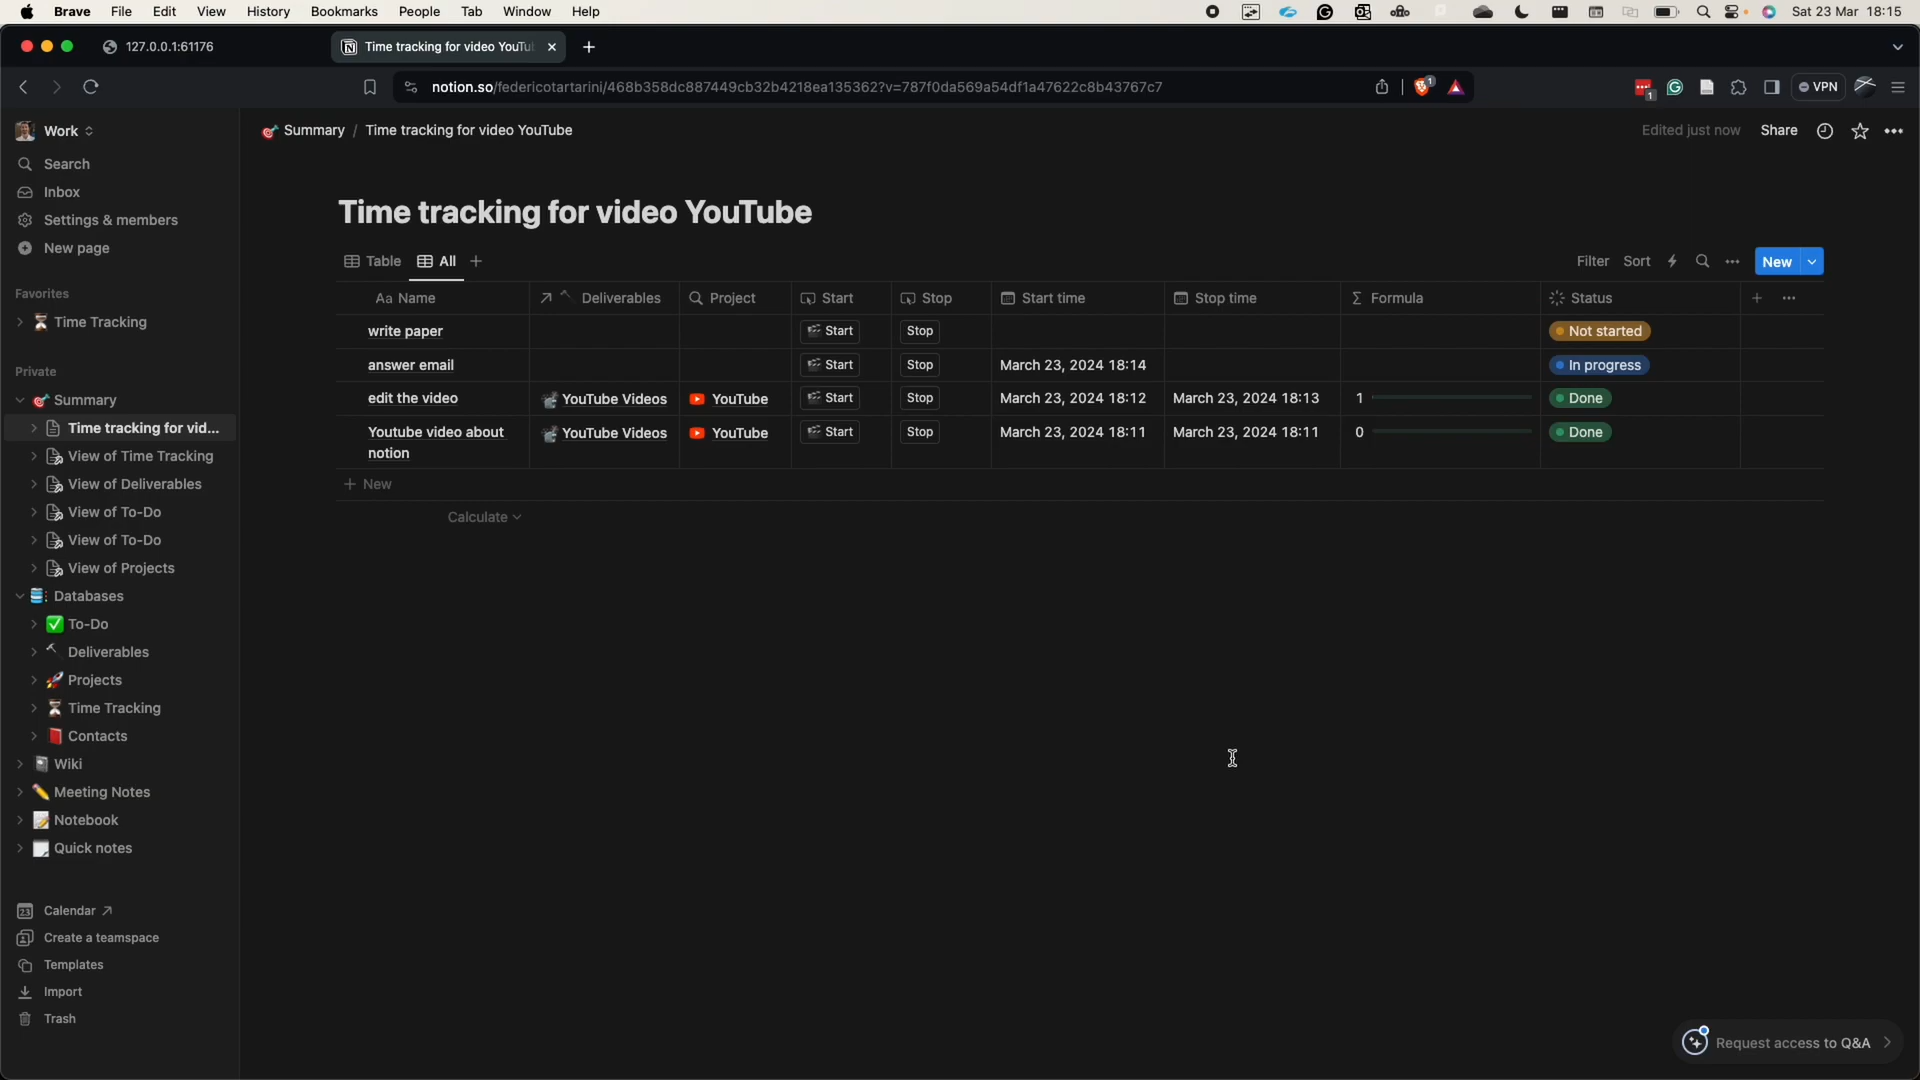 Brave File Edit View History Bookmarks People Tab Window Help Sat 23 Mar 18:15
127.0.0.1:61176 Time tracking for video YouTu
notion.so/federicotartarini/468b358dc887449cb32b4218ea135362?v=787f0da569a54df1a47622c8b43767c7 1 1 VPN
Work
Search
Inbox
Settings & members
New page
Favorites
Time Tracking
Private
Summary
Time tracking for vid...
View of Time Tracking
View of Deliverables
View of To-Do
View of To-Do
View of Projects
Databases
To-Do
Deliverables
Projects
Time Tracking
Contacts
Wiki
Meeting Notes
Notebook
Quick notes
23 Calendar
Create a teamspace
Templates
Import
Trash
Summary / Time tracking for video YouTube Edited just now Share
Time tracking for video YouTube
Table All Filter Sort New
Aa Name Deliverables Project Start Stop Start time Stop time Σ Formula Status
write paper Start Stop Not started
answer email Start Stop March 23, 2024 18:14 In progress
edit the video YouTube Videos YouTube Start Stop March 23, 2024 18:12 March 23, 2024 18:13 1 Done
Youtube video about YouTube Videos YouTube Start Stop March 23, 2024 18:11 March 23, 2024 18:11 0 Done
notion
New
Calculate
Request access to Q&A